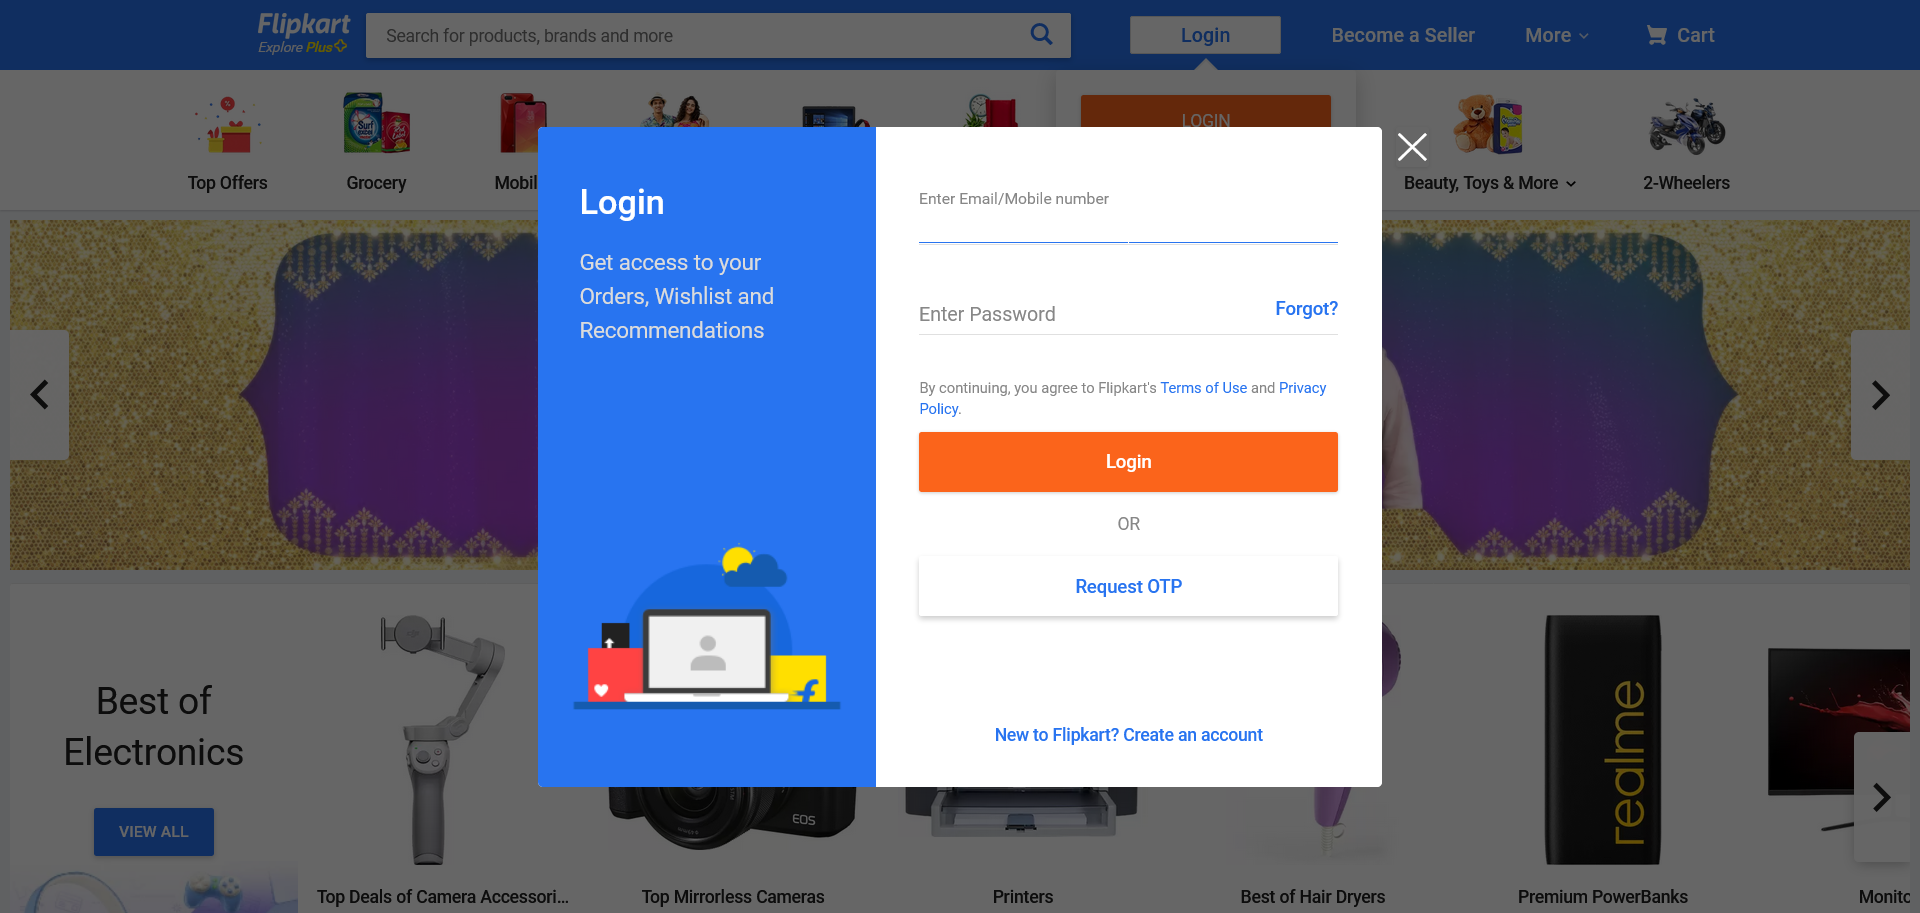 Flipkart
Explore Plus
Search for products, brands and more
Login
Become a Seller
More
Cart
LOGIN
Surf excel
Top Offers
Grocery
Mobil
Beauty, Toys & More
2-Wheelers
Login
Get access to your
Orders, Wishlist and
Recommendations
Enter Email/Mobile number
Enter Password
Forgot?
By continuing, you agree to Flipkart's Terms of Use and Privacy
Policy.
Login
OR
Request OTP
New to Flipkart? Create an account
Best of
Electronics
VIEW ALL
EOS
realme
Top Deals of Camera Accessori...
Top Mirrorless Cameras
Printers
Best of Hair Dryers
Premium PowerBanks
Monito